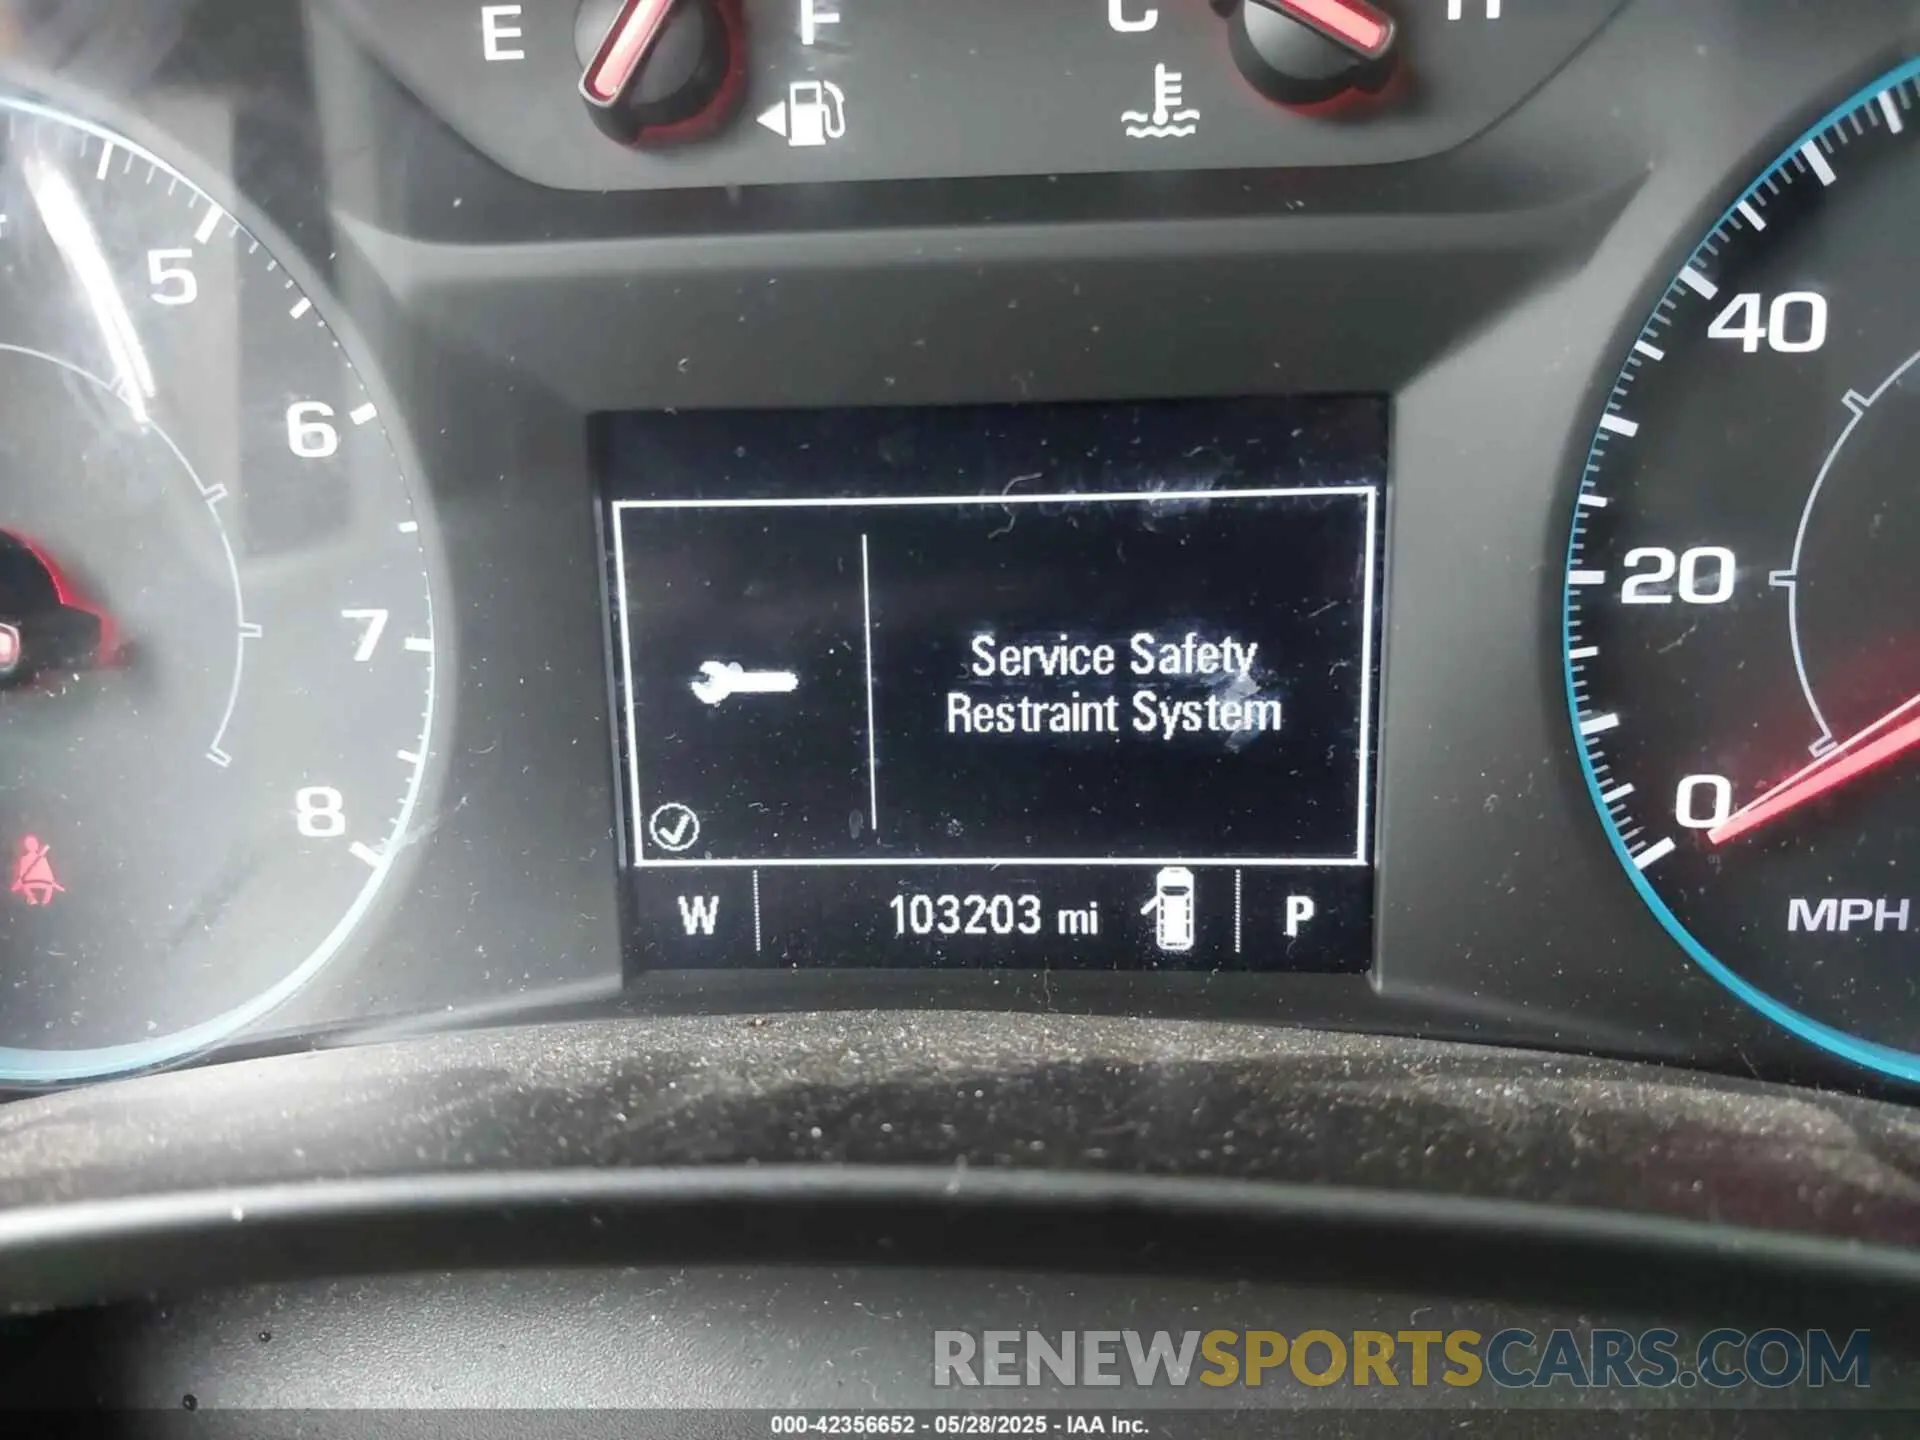 E
F
C
H
5
6
7
8
40
20
0
MPH
Service Safety
Restraint System
W
103203 mi
P
RENEWSPORTSCARS.COM
000-42356652 - 05/28/2025 - IAA Inc.